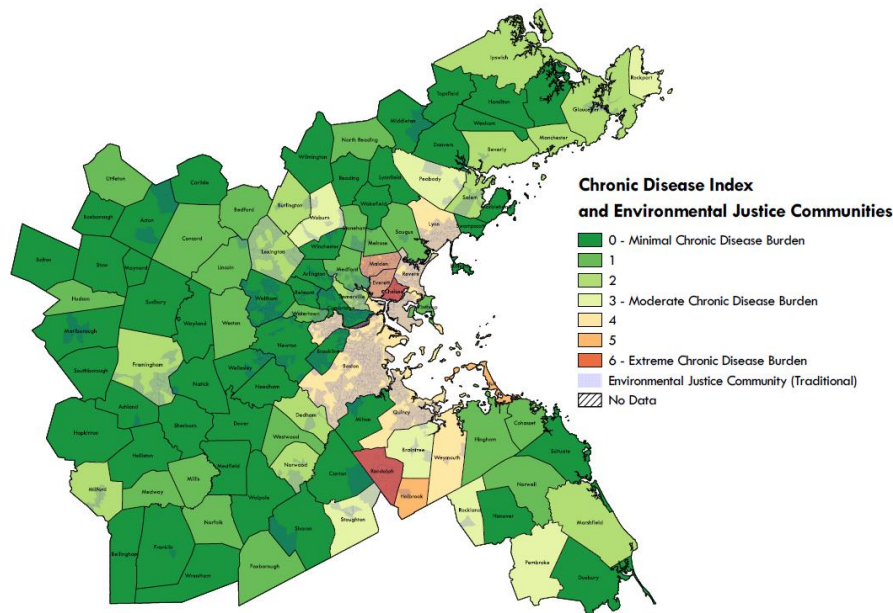 Ipswich
Rockport
Topsfield
Hamilton
Gloucester
Middleton
Wenham
North Reading
Danvers
Manchester
Beverly
Wilmington
Littleton
Reading
Lynnfield
Peabody
Carlisle
Salem
Burlington
Wakefield
Boxborough
Acton
Bedford
Woburn
Concord
Stoneham
Saugus
Lynn
Lexington
Winchester
Melrose
Bolton
Stow
Maynard
Lincoln
Arlington
Medford
Malden
Revere
Everett
Chelsea
Hudson
Sudbury
Waltham
Belmont
Somerville
Watertown
Marlborough
Wayland
Weston
Newton
Brookline
Boston
Framingham
Southborough
Natick
Wellesley
Needham
Ashland
Dedham
Milton
Quincy
Hopkinton
Sherborn
Dover
Westwood
Cohasset
Holliston
Norwood
Braintree
Weymouth
Hingham
Scituate
Medfield
Canton
Randolph
Milford
Medway
Millis
Walpole
Holbrook
Norwell
Norfolk
Sharon
Stoughton
Rockland
Hanover
Marshfield
Bellingham
Franklin
Foxborough
Wrentham
Pembroke
Duxbury
Chronic Disease Index
and Environmental Justice Communities
0 - Minimal Chronic Disease Burden
1
2
3 - Moderate Chronic Disease Burden
4
5
6 - Extreme Chronic Disease Burden
Environmental Justice Community (Traditional)
No Data